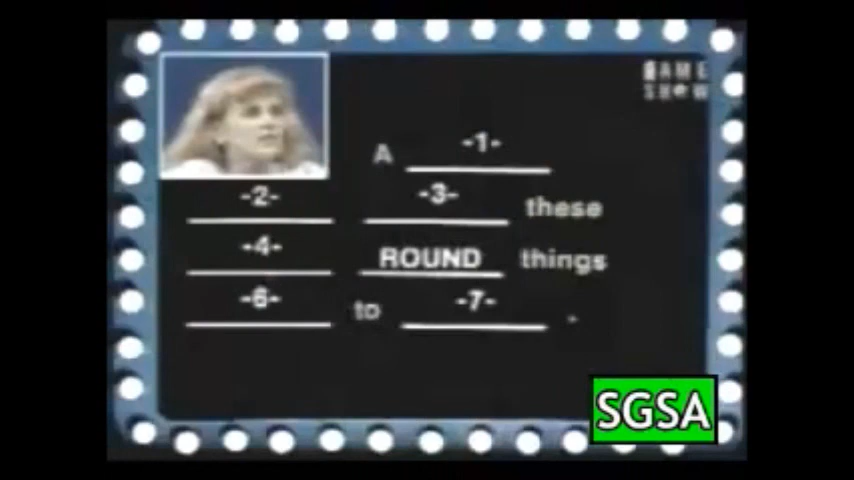 GAME
SHOW
A -1-
-2- -3- these
-4- ROUND things
-6- to -7- .
SGSA